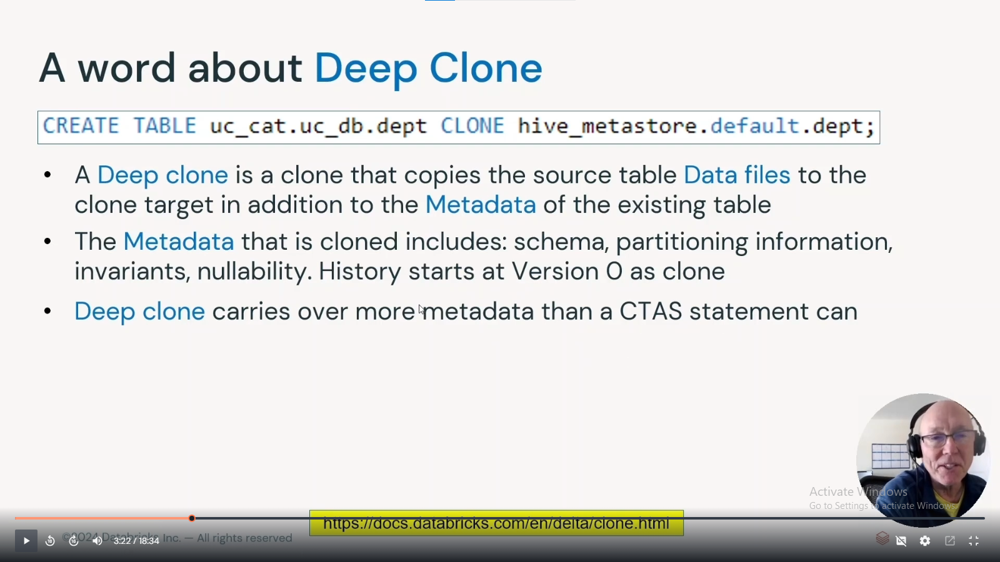 A word about Deep Clone
CREATE TABLE uc_cat.uc_db.dept CLONE hive_metastore.default.dept;
• A Deep clone is a clone that copies the source table Data files to the
clone target in addition to the Metadata of the existing table
• The Metadata that is cloned includes: schema, partitioning information,
invariants, nullability. History starts at Version 0 as clone
• Deep clone carries over more metadata than a CTAS statement can
Activate Windows
Go to Settings to activate Windows.
https://docs.databricks.com/en/delta/clone.html
©2024 Databricks Inc. — All rights reserved
10
10
3:22 / 18:34